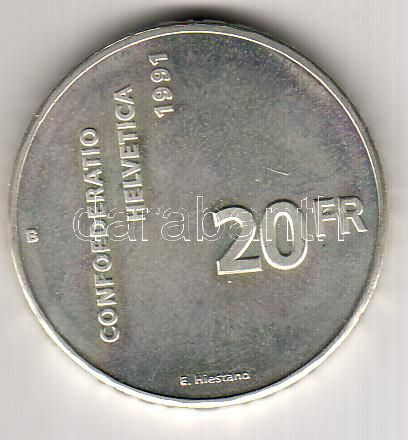 CONFOEDERATIO
HELVETICA
1991
B
20 FR
E. Hiestand